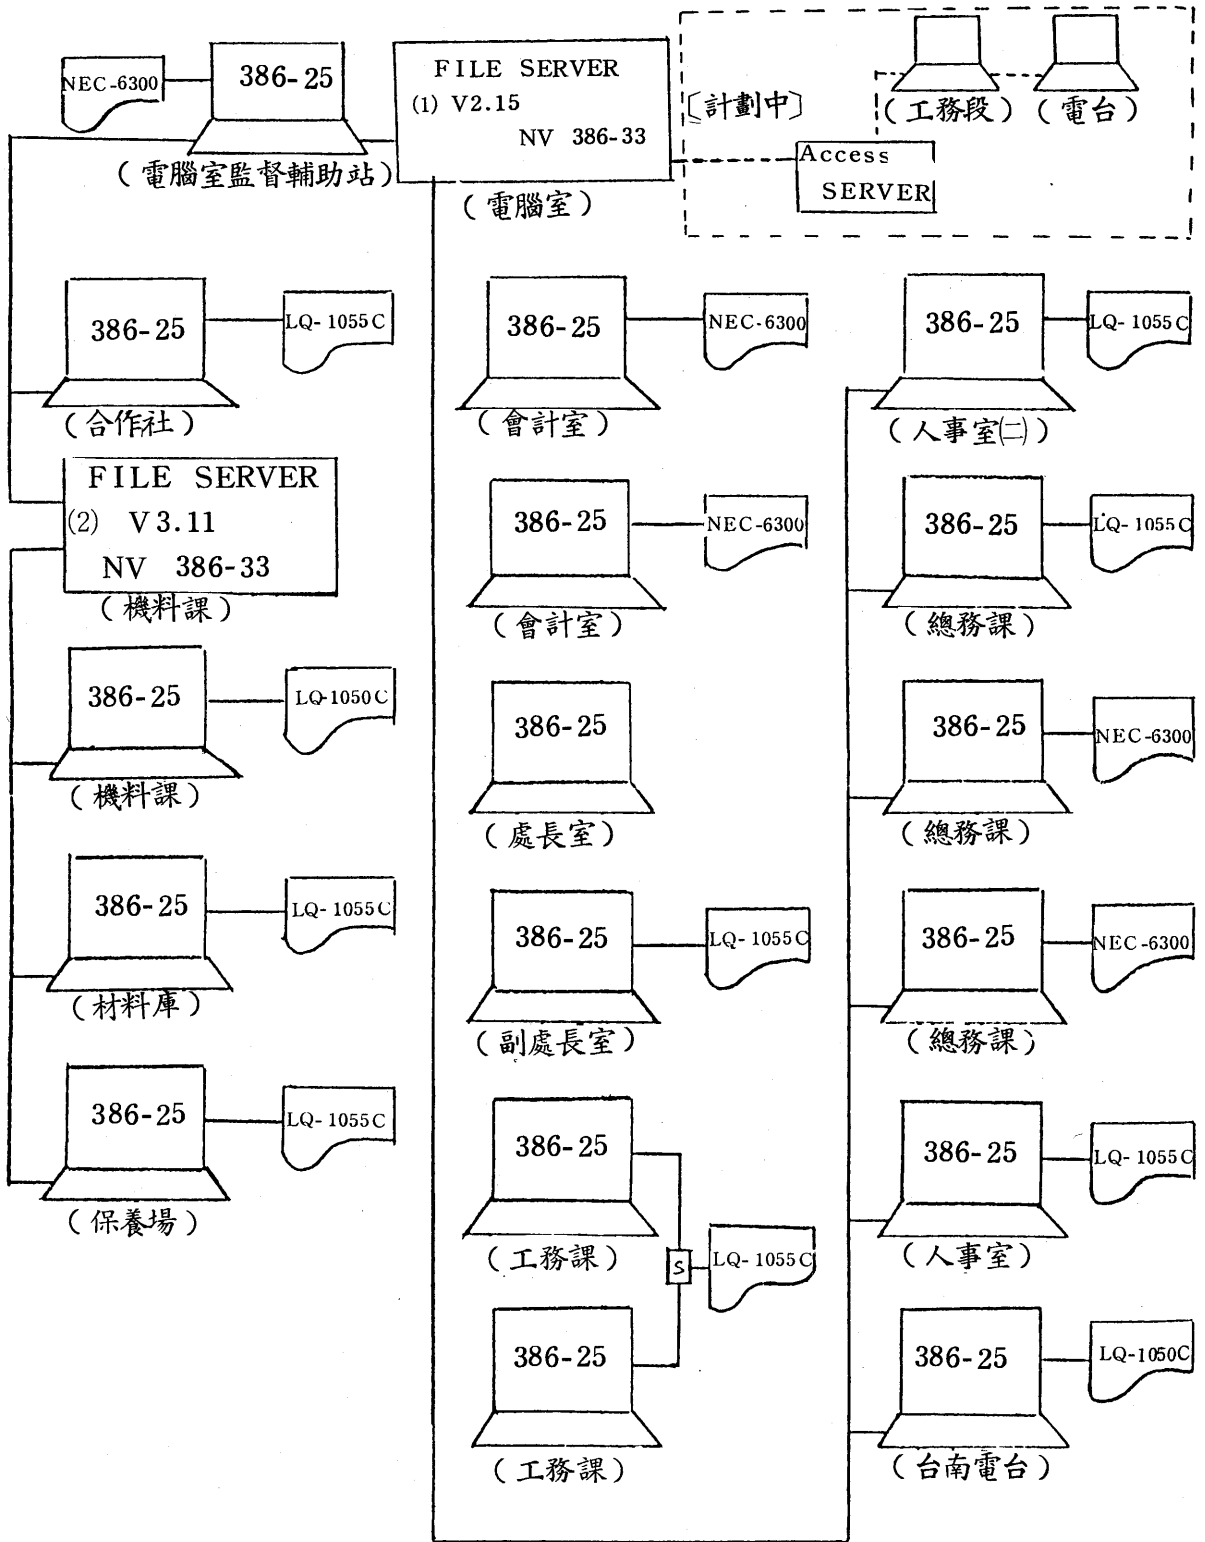 NEC-6300
386-25
(電腦室監督輔助站)
FILE SERVER
(1) V2.15
NV 386-33
(電腦室)
〔計劃中〕
(工務段)
(電台)
Access
SERVER
386-25
LQ-1055C
(合作社)
FILE SERVER
(2) V3.11
NV 386-33
(機料課)
386-25
LQ-1050C
(機料課)
386-25
LQ-1055C
(材料庫)
386-25
LQ-1055C
(保養場)
386-25
NEC-6300
(會計室)
386-25
NEC-6300
(會計室)
386-25
(處長室)
386-25
LQ-1055C
(副處長室)
386-25
(工務課)
S
LQ-1055C
386-25
(工務課)
386-25
LQ-1055C
(人事室㈡)
386-25
LQ-1055C
(總務課)
386-25
NEC-6300
(總務課)
386-25
NEC-6300
(總務課)
386-25
LQ-1055C
(人事室)
386-25
LQ-1050C
(台南電台)